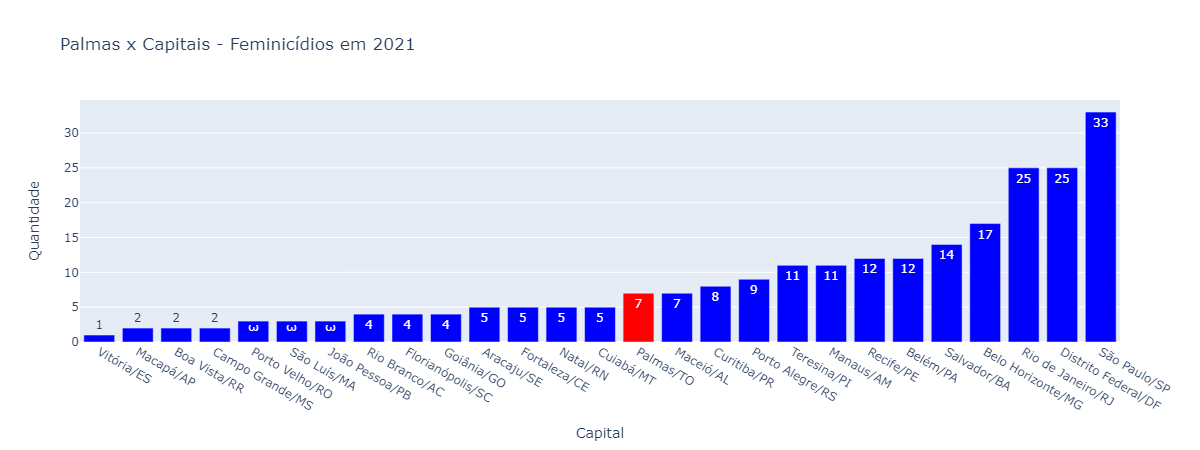 Palmas x Capitais - Feminicídios em 2021
Quantidade
30
25
20
15
10
5
0
1
2
2
2
3
3
3
4
4
4
5
5
5
5
7
7
8
9
11
11
12
12
14
17
25
25
33
Vitória/ES
Macapá/AP
Boa Vista/RR
Campo Grande/MS
Porto Velho/RO
São Luís/MA
João Pessoa/PB
Rio Branco/AC
Florianópolis/SC
Goiânia/GO
Aracaju/SE
Fortaleza/CE
Natal/RN
Cuiabá/MT
Palmas/TO
Maceió/AL
Curitiba/PR
Porto Alegre/RS
Teresina/PI
Manaus/AM
Recife/PE
Belém/PA
Salvador/BA
Belo Horizonte/MG
Rio de Janeiro/RJ
Distrito Federal/DF
São Paulo/SP
Capital